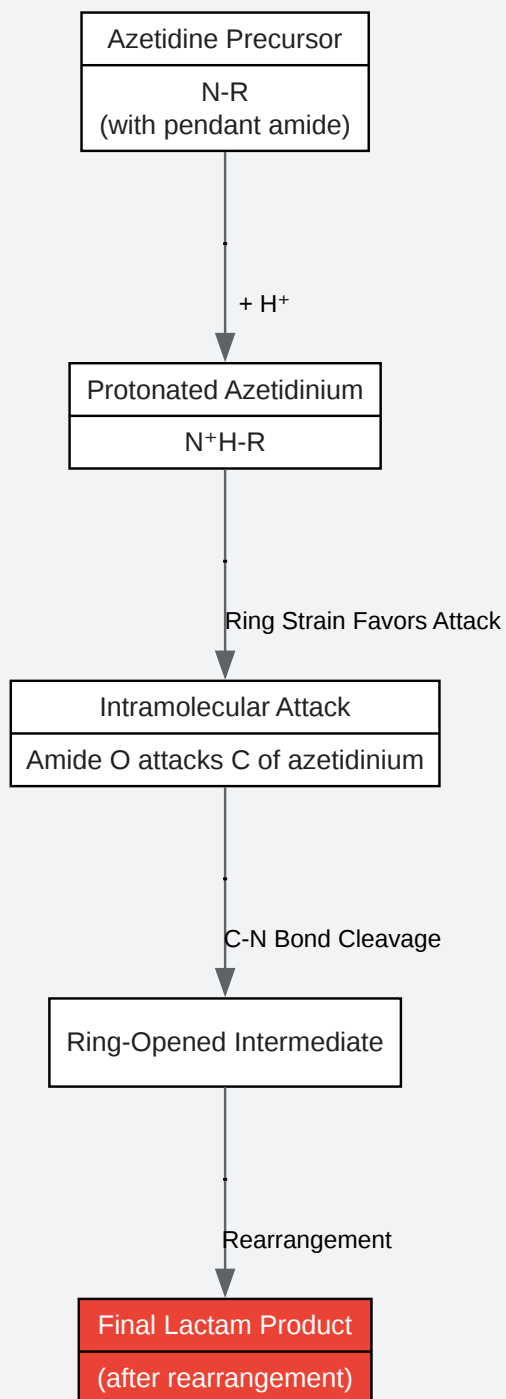 Azetidine Precursor
N-R
(with pendant amide)
+ H⁺
Protonated Azetidinium
N⁺H-R
Ring Strain Favors Attack
Intramolecular Attack
Amide O attacks C of azetidinium
C-N Bond Cleavage
Ring-Opened Intermediate
Rearrangement
Final Lactam Product
(after rearrangement)